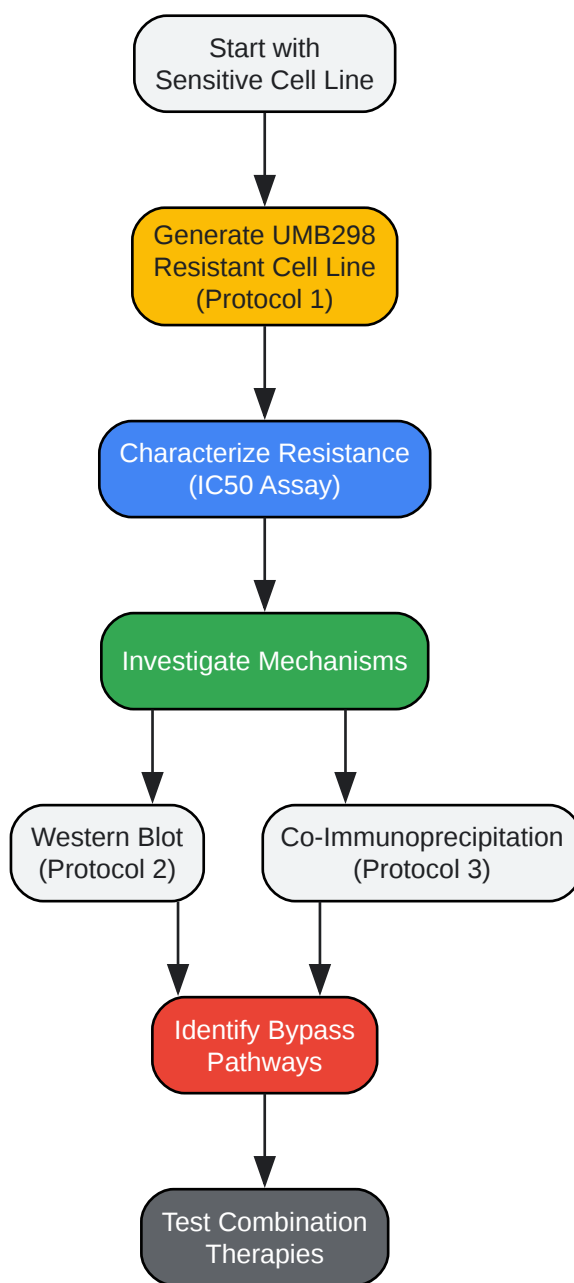 Start with
Sensitive Cell Line
Generate UMB298
Resistant Cell Line
(Protocol 1)
Characterize Resistance
(IC50 Assay)
Investigate Mechanisms
Western Blot
(Protocol 2)
Co-Immunoprecipitation
(Protocol 3)
Identify Bypass
Pathways
Test Combination
Therapies